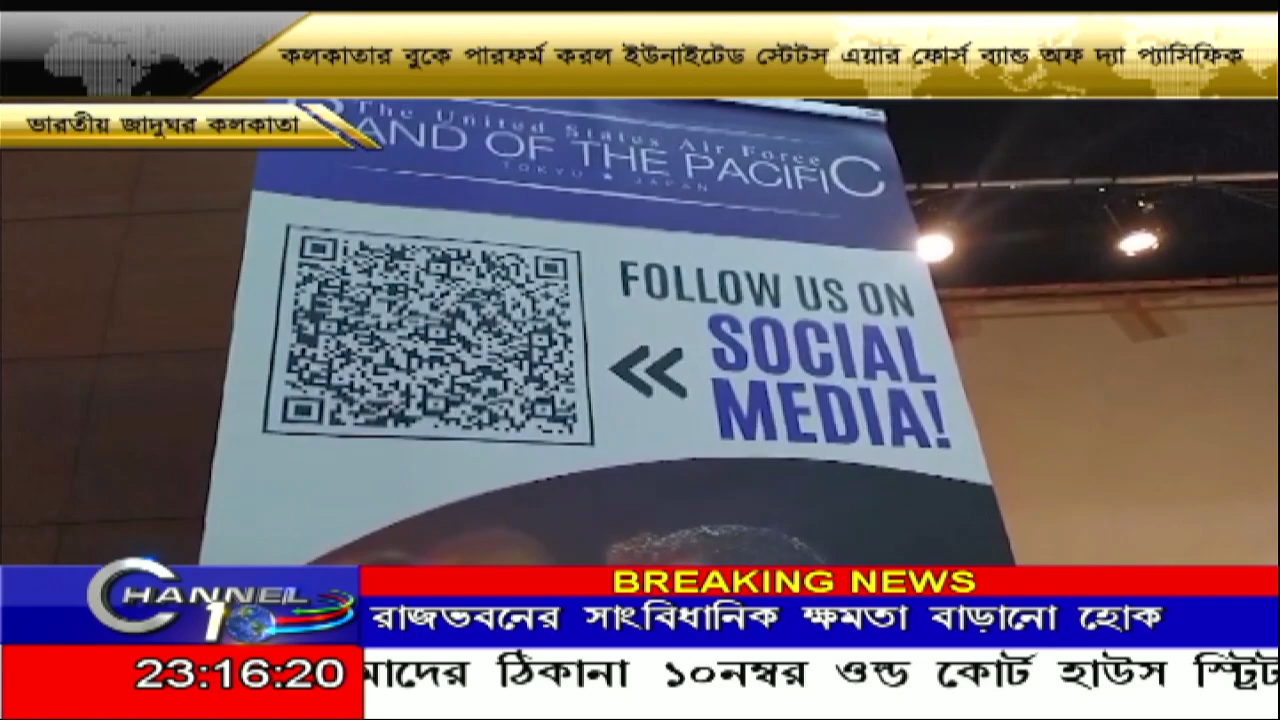 কলকাতার বুকে পারফর্ম করল ইউনাইটেড স্টেটস এয়ার ফোর্স ব্যান্ড অফ দ্যা প্যাসিফিক
ভারতীয় জাদুঘর কলকাতা
The United States Air Force
BAND OF THE PACIFIC
TOKYO ★ JAPAN
FOLLOW US ON
SOCIAL
MEDIA!
CHANNEL
10
BREAKING NEWS
রাজভবনের সাংবিধানিক ক্ষমতা বাড়ানো হোক
23:16:20
মাদের ঠিকানা ১০নম্বর ওল্ড কোর্ট হাউস স্ট্রিট